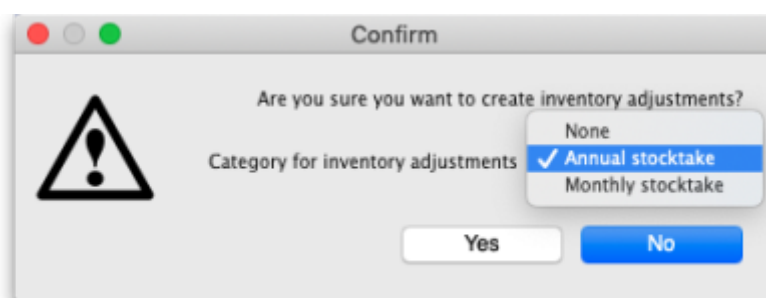 Confirm
Are you sure you want to create inventory adjustments?
Category for inventory adjustments
None
✓ Annual stocktake
Monthly stocktake
Yes
No